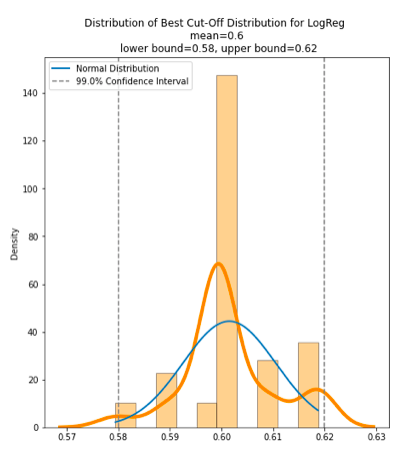 Distribution of Best Cut-Off Distribution for LogReg
mean=0.6
lower bound=0.58, upper bound=0.62
Normal Distribution
99.0% Confidence Interval
Density
140
120
100
80
60
40
20
0
0.57 0.58 0.59 0.60 0.61 0.62 0.63